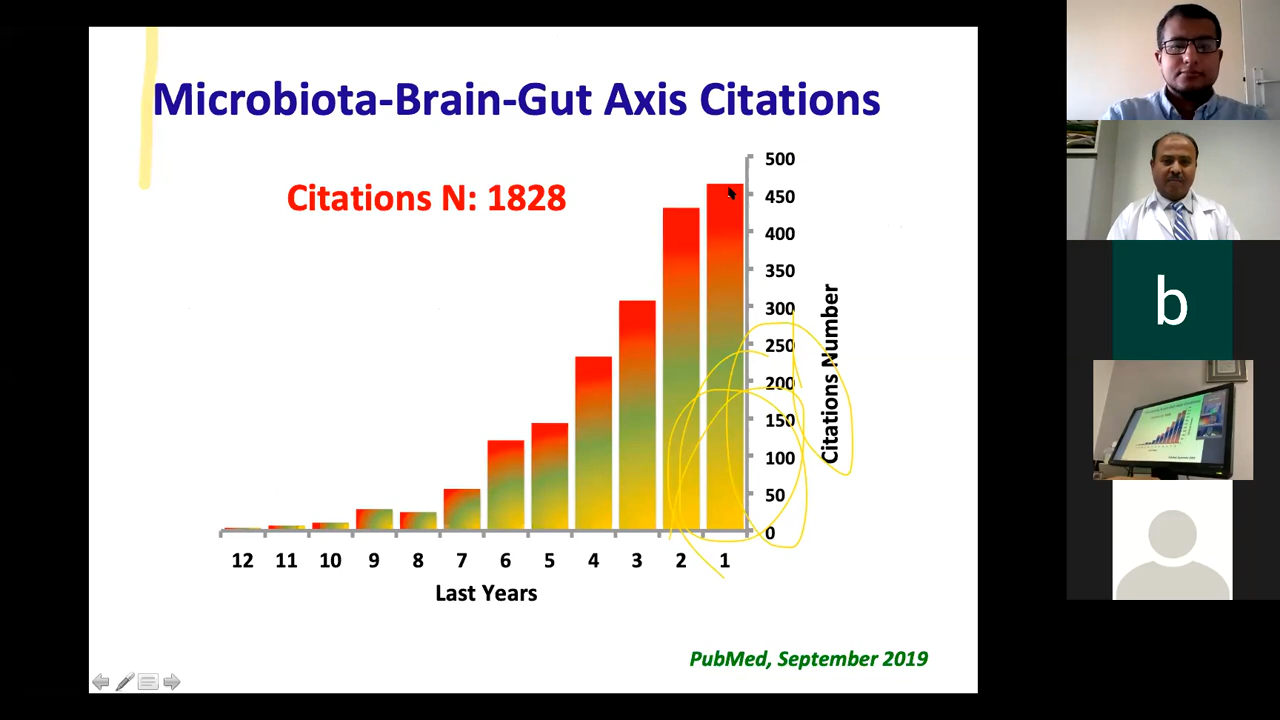 Microbiota-Brain-Gut Axis Citations
Citations N: 1828
500
450
400
350
300
250
200
150
100
50
0
Citations Number
12 11 10 9 8 7 6 5 4 3 2 1
Last Years
PubMed, September 2019
b